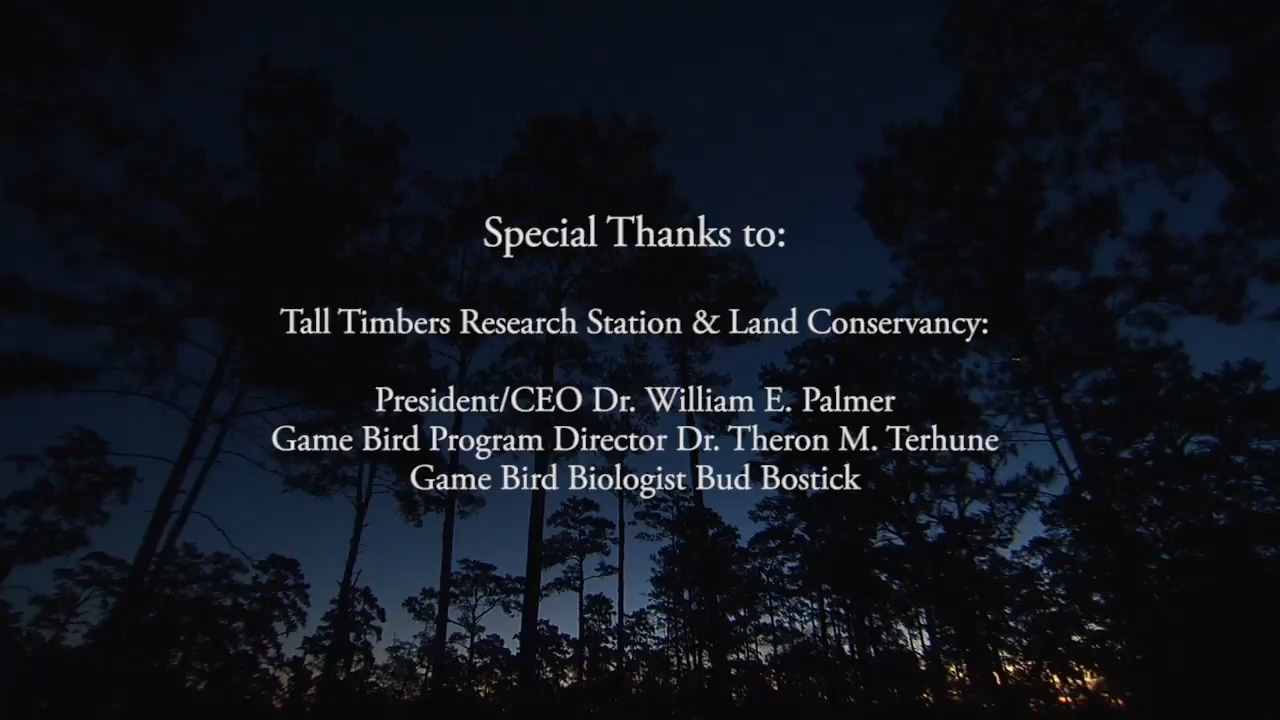 Special Thanks to:
Tall Timbers Research Station & Land Conservancy:
President/CEO Dr. William E. Palmer
Game Bird Program Director Dr. Theron M. Terhune
Game Bird Biologist Bud Bostick